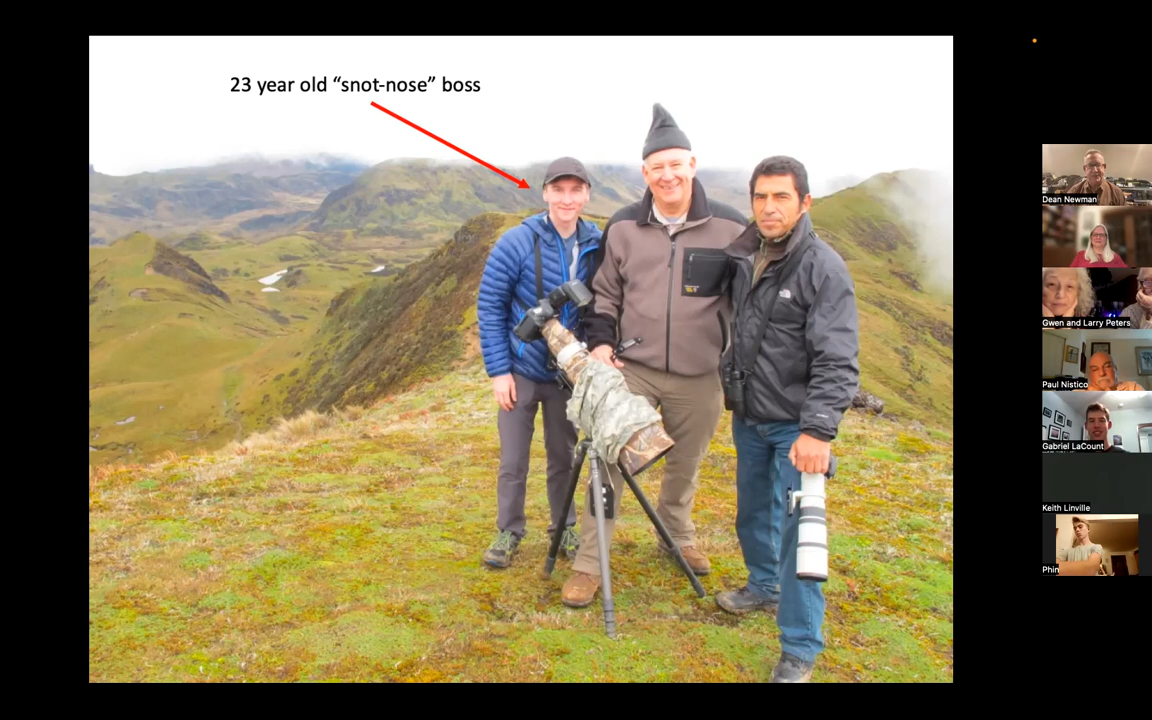 23 year old “snot-nose” boss
Dean Newman
Gwen and Larry Peters
Paul Nistico
Gabriel LaCount
Keith Linville
Phin